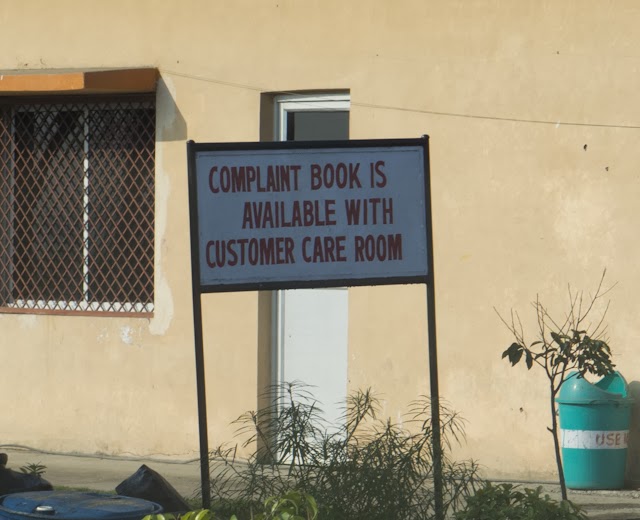 COMPLAINT BOOK IS
AVAILABLE WITH
CUSTOMER CARE ROOM
USE